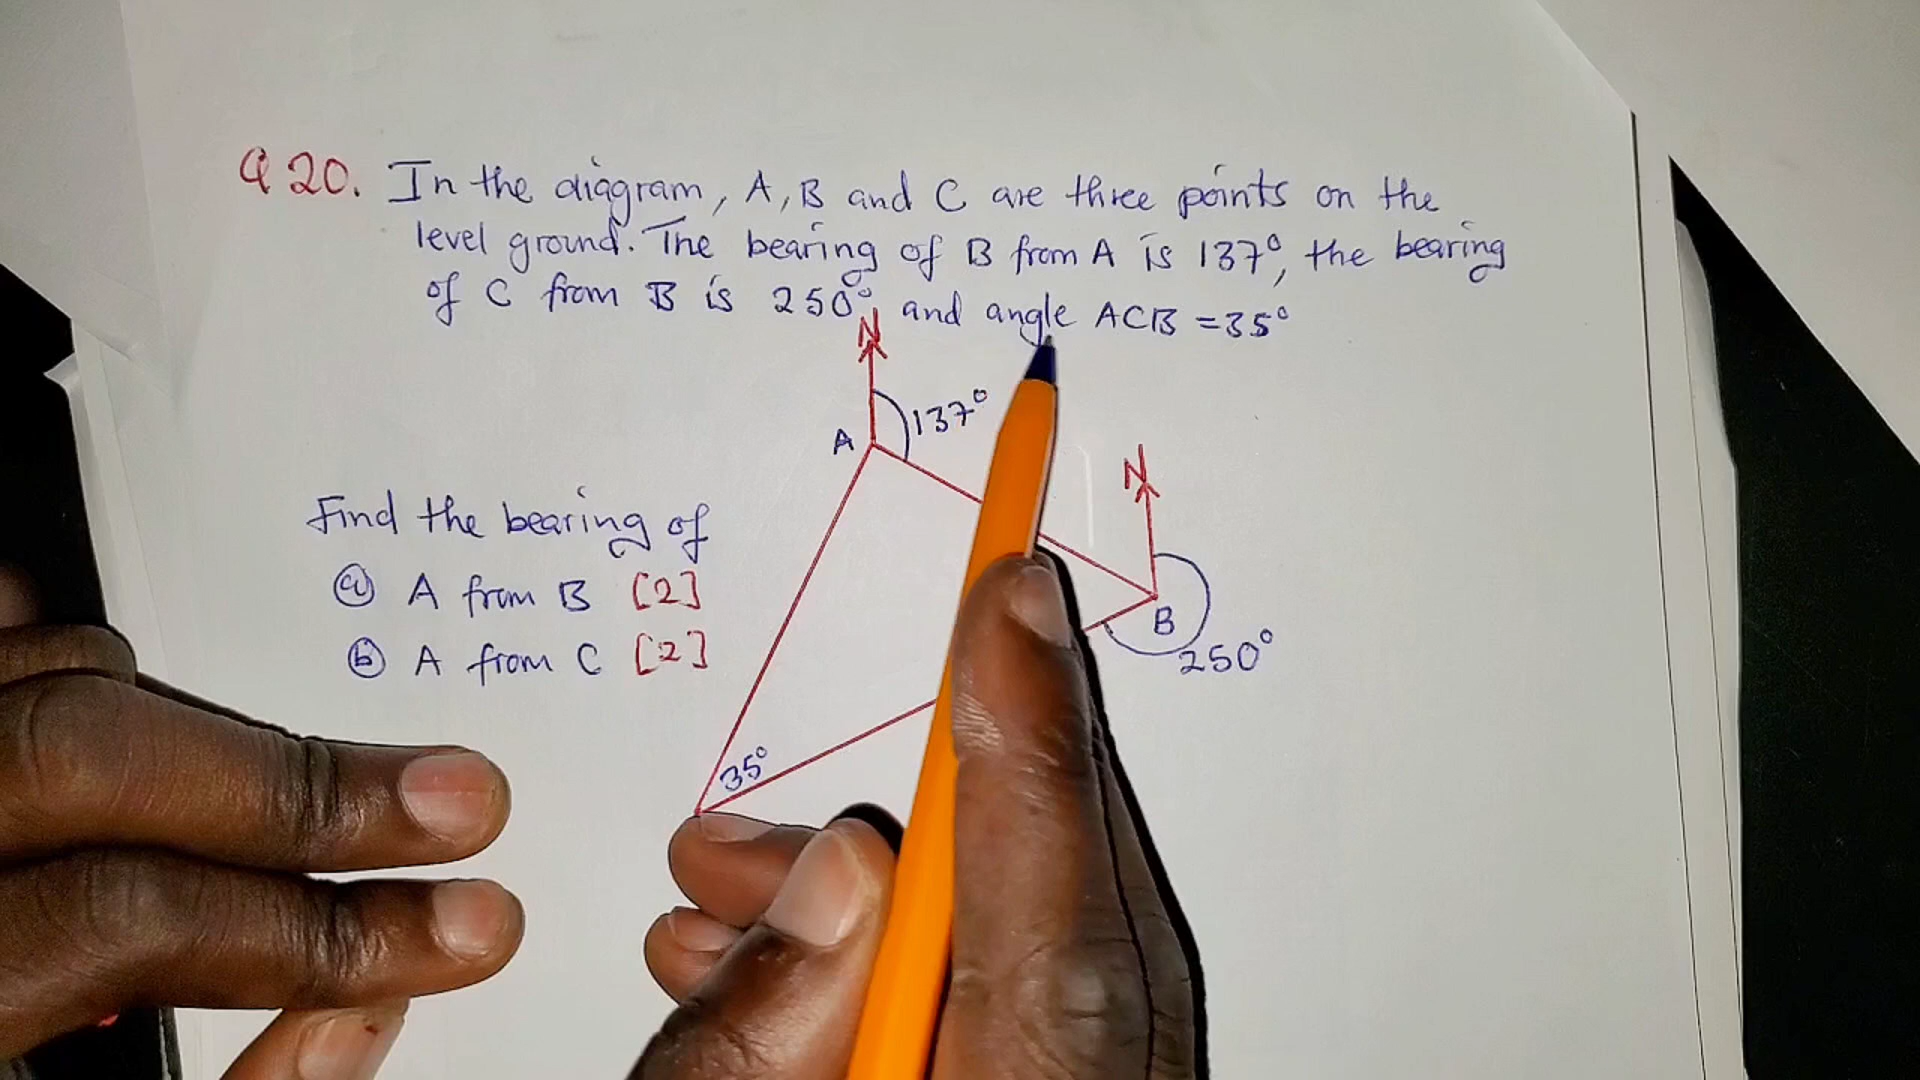 Q 20. In the diagram, A, B and C are three points on the
level ground. The bearing of B from A is 137°, the bearing
of C from B is 250° and angle ACB = 35°
N
137°
A
N
Find the bearing of
(a) A from B [2]
B
(b) A from C [2]
250°
35°